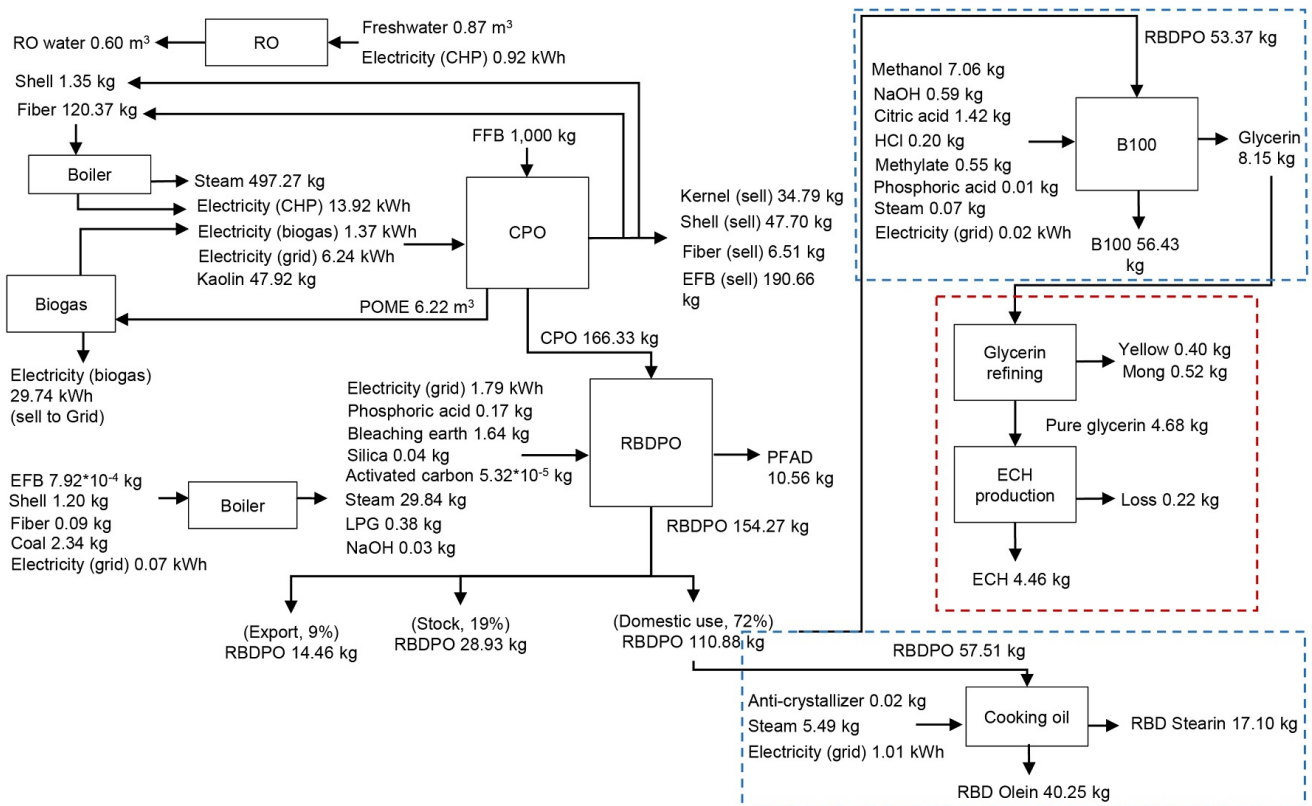 RO water 0.60 m³
RO
Freshwater 0.87 m³
Electricity (CHP) 0.92 kWh
Shell 1.35 kg
Fiber 120.37 kg
Boiler
Steam 497.27 kg
Electricity (CHP) 13.92 kWh
Electricity (biogas) 1.37 kWh
Electricity (grid) 6.24 kWh
Kaolin 47.92 kg
FFB 1,000 kg
CPO
Kernel (sell) 34.79 kg
Shell (sell) 47.70 kg
Fiber (sell) 6.51 kg
EFB (sell) 190.66
kg
Biogas
POME 6.22 m³
Electricity (biogas)
29.74 kWh
(sell to Grid)
CPO 166.33 kg
Electricity (grid) 1.79 kWh
Phosphoric acid 0.17 kg
Bleaching earth 1.64 kg
Silica 0.04 kg
Activated carbon 5.32*10⁻⁵ kg
Steam 29.84 kg
LPG 0.38 kg
NaOH 0.03 kg
RBDPO
PFAD
10.56 kg
EFB 7.92*10⁻⁴ kg
Shell 1.20 kg
Fiber 0.09 kg
Coal 2.34 kg
Electricity (grid) 0.07 kWh
Boiler
RBDPO 154.27 kg
(Export, 9%)
RBDPO 14.46 kg
(Stock, 19%)
RBDPO 28.93 kg
(Domestic use, 72%)
RBDPO 110.88 kg
RBDPO 53.37 kg
Methanol 7.06 kg
NaOH 0.59 kg
Citric acid 1.42 kg
HCl 0.20 kg
Methylate 0.55 kg
Phosphoric acid 0.01 kg
Steam 0.07 kg
Electricity (grid) 0.02 kWh
B100
Glycerin
8.15 kg
B100 56.43
kg
Glycerin
refining
Yellow 0.40 kg
Mong 0.52 kg
Pure glycerin 4.68 kg
ECH
production
Loss 0.22 kg
ECH 4.46 kg
RBDPO 57.51 kg
Anti-crystallizer 0.02 kg
Steam 5.49 kg
Electricity (grid) 1.01 kWh
Cooking oil
RBD Stearin 17.10 kg
RBD Olein 40.25 kg